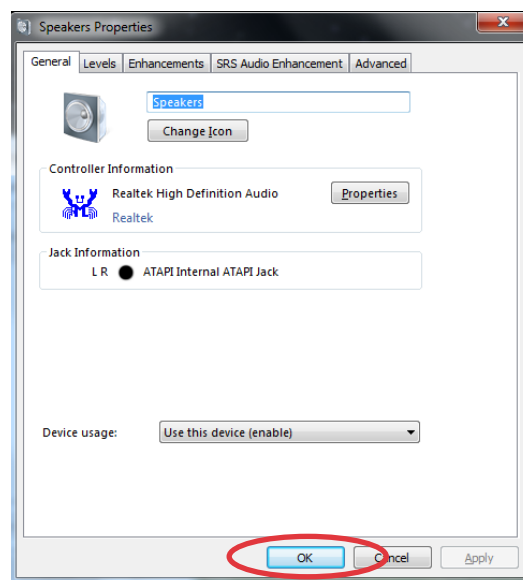 Speakers Properties
General Levels Enhancements SRS Audio Enhancement Advanced
Speakers
Change Icon
Controller Information
Realtek High Definition Audio Properties
Realtek
Jack Information
L R ATAPI Internal ATAPI Jack
Device usage: Use this device (enable)
OK Cancel Apply